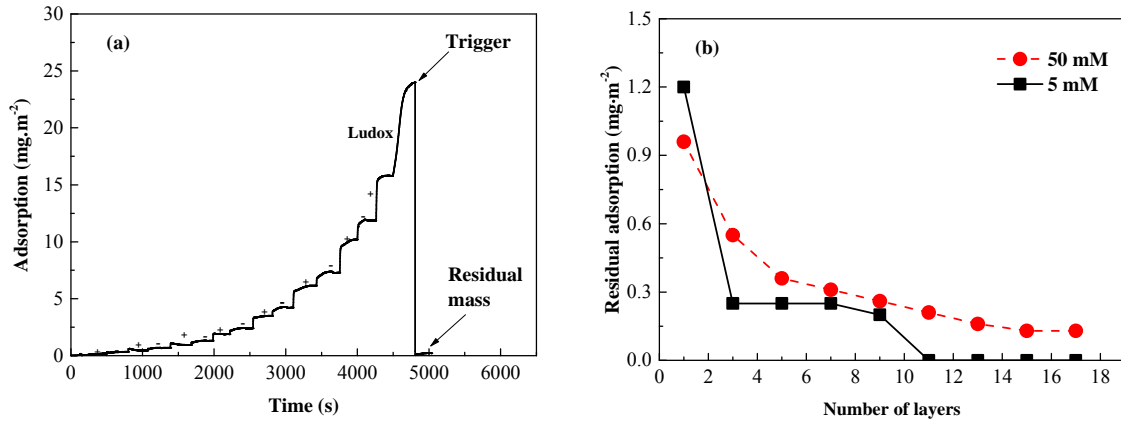 (a)
Trigger
Ludox
Residual
mass
+ - + - + - + - + - + - + - +
Adsorption (mg.m-2)
30
25
20
15
10
5
0
0 1000 2000 3000 4000 5000 6000
Time (s)
(b)
50 mM
5 mM
Residual adsorption (mg·m-2)
1.2
0.9
0.6
0.3
0.0
0 2 4 6 8 10 12 14 16 18
Number of layers